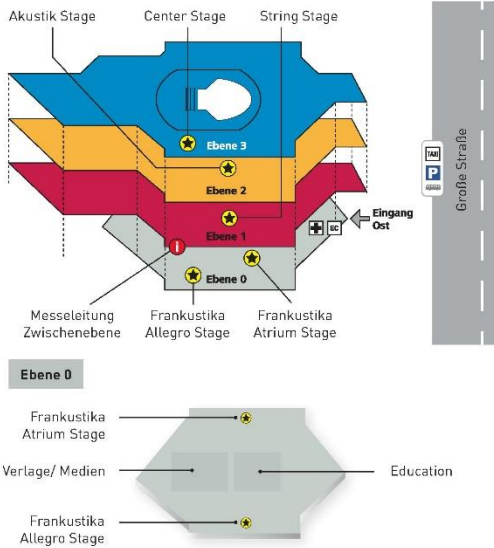 Akustik Stage
Center Stage
String Stage
Ebene 3
Ebene 2
Ebene 1
Ebene 0
TAXI
P
Große Straße
EC
Eingang
Ost
i
Messeleitung
Zwischenebene
Frankustika
Allegro Stage
Frankustika
Atrium Stage
Ebene 0
Frankustika
Atrium Stage
Verlage/ Medien
Education
Frankustika
Allegro Stage